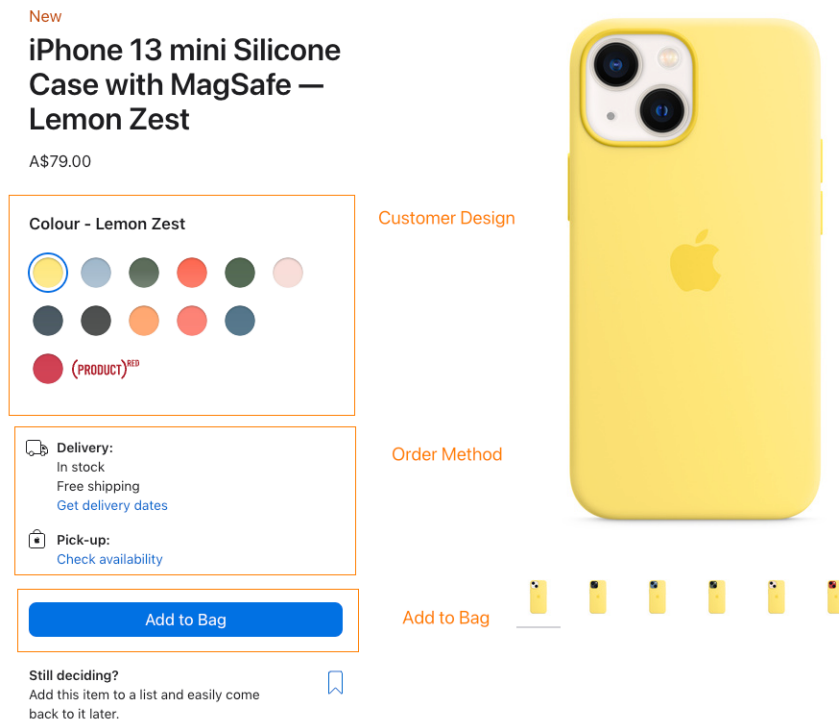 New
iPhone 13 mini Silicone
Case with MagSafe —
Lemon Zest
A$79.00
Colour - Lemon Zest
Customer Design
(PRODUCT)RED
Delivery:
In stock
Free shipping
Get delivery dates
Order Method
Pick-up:
Check availability
Add to Bag
Add to Bag
Still deciding?
Add this item to a list and easily come
back to it later.